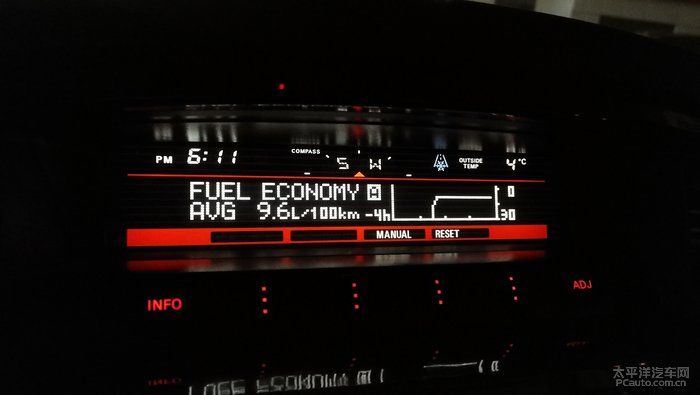 PM 6:11 COMPASS S W OUTSIDE TEMP 4°C
FUEL ECONOMY M 0
AVG 9.6L/100km -4h 30
MANUAL RESET
INFO ADJ
太平洋汽车网
PCauto.com.cn